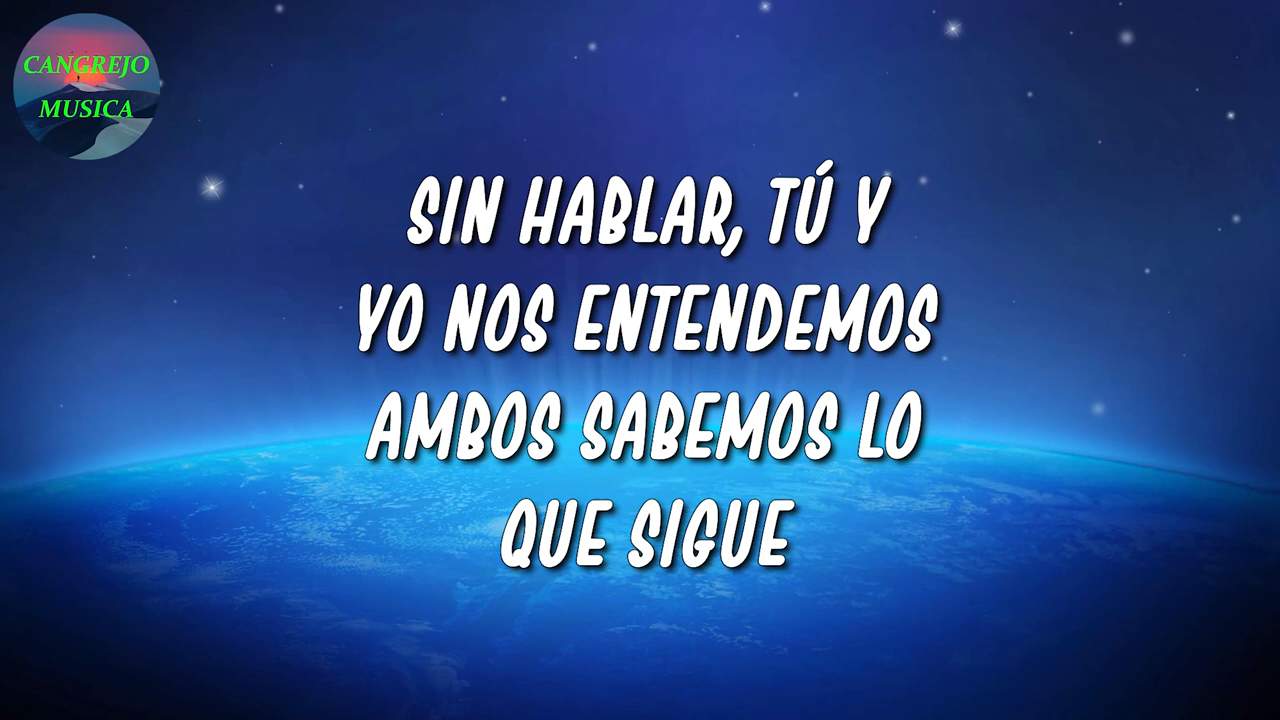 CANGREJO
MUSICA
SIN HABLAR, TÚ Y
YO NOS ENTENDEMOS
AMBOS SABEMOS LO
QUE SIGUE